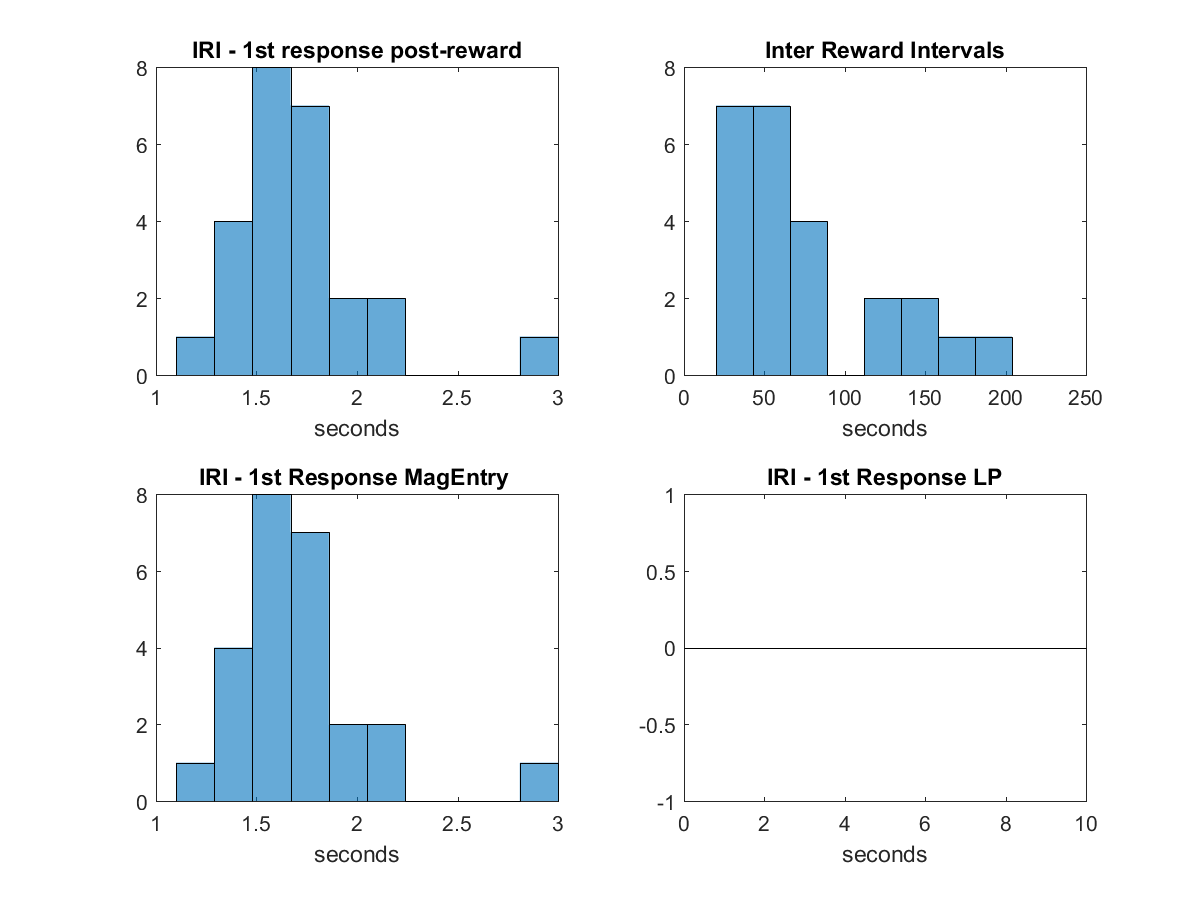 IRI - 1st response post-reward
8
6
4
2
0
1 1.5 2 2.5 3
seconds
Inter Reward Intervals
8
6
4
2
0
0 50 100 150 200 250
seconds
IRI - 1st Response MagEntry
8
6
4
2
0
1 1.5 2 2.5 3
seconds
IRI - 1st Response LP
1
0.5
0
-0.5
-1
0 2 4 6 8 10
seconds